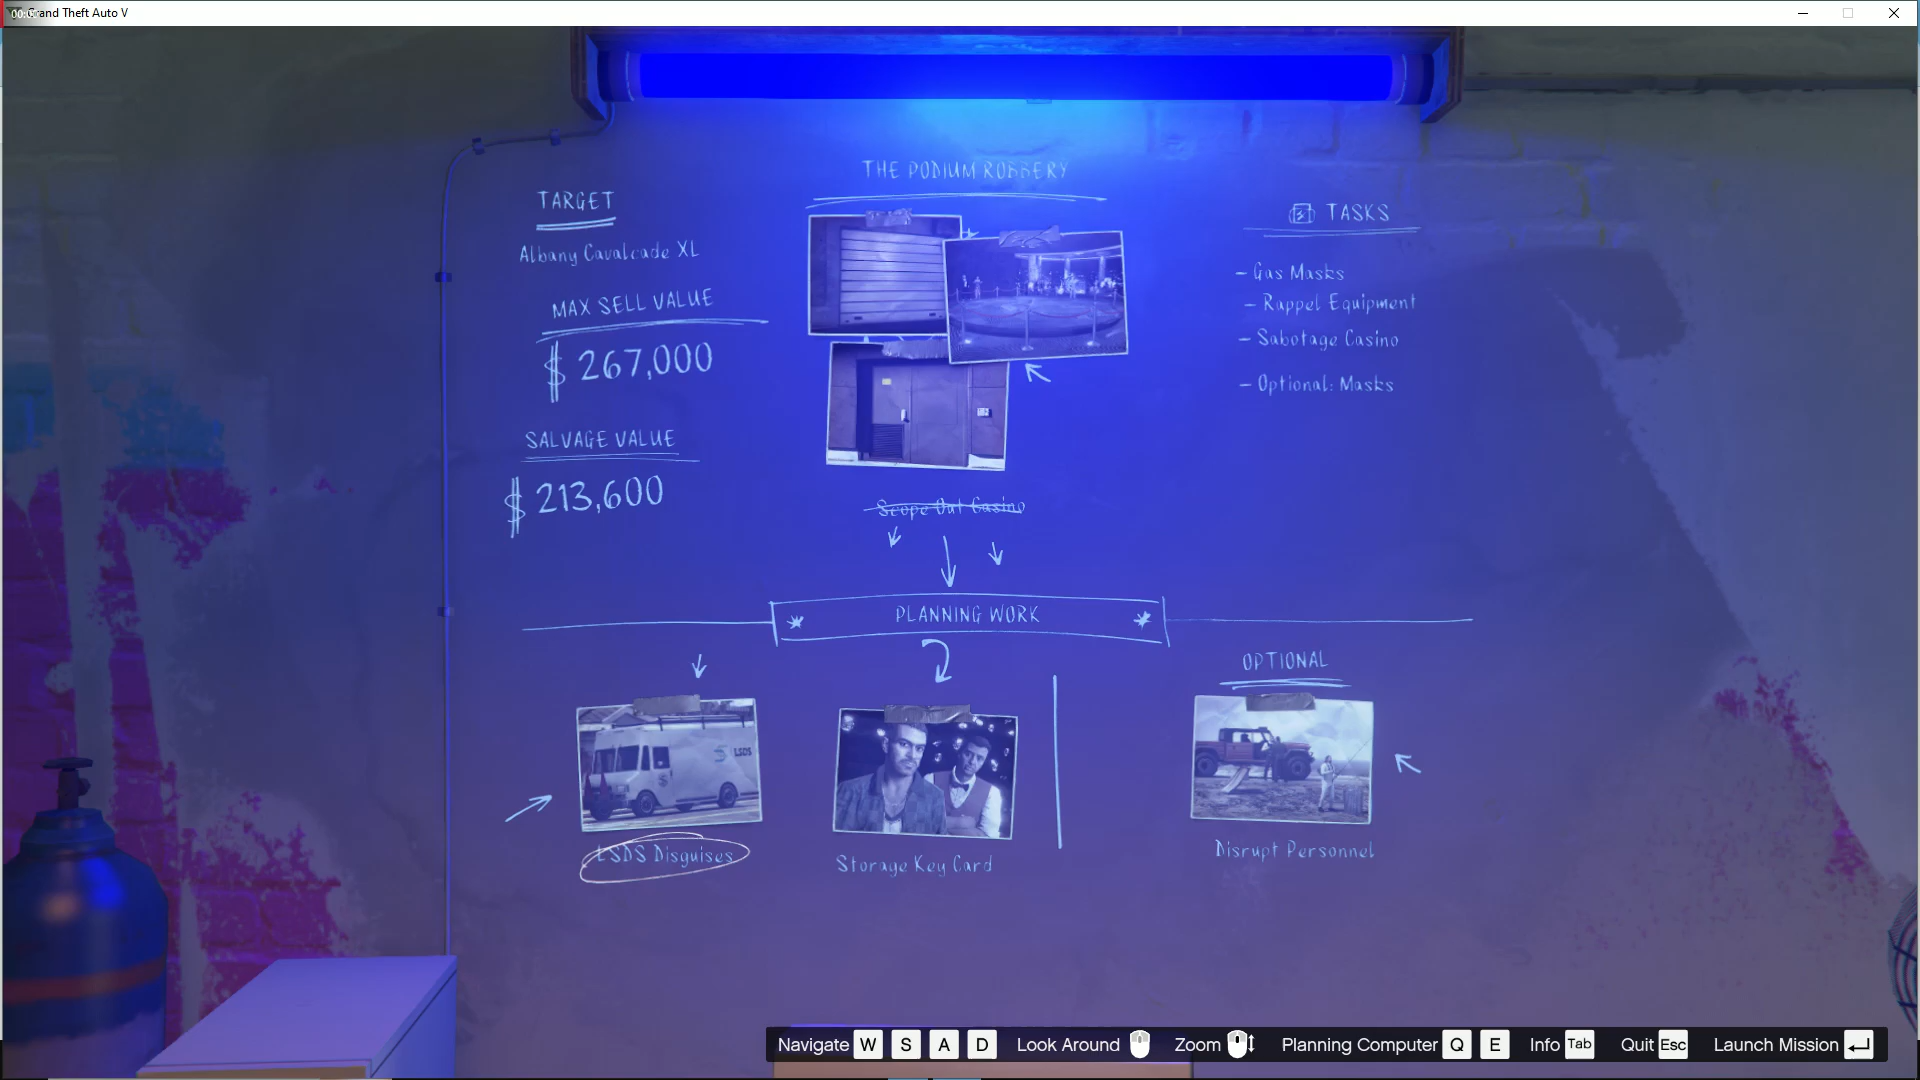 Grand Theft Auto V
THE PODIUM ROBBERY
TARGET
Albany Cavalcade XL
MAX SELL VALUE
$ 267,000
SALVAGE VALUE
$ 213,600
TASKS
- Gas Masks
- Rappel Equipment
- Sabotage Casino
- Optional: Masks
Scope Out Casino
PLANNING WORK
OPTIONAL
LSDS
LSDS Disguises
Storage Key Card
Disrupt Personnel
Navigate W S A D Look Around Zoom Planning Computer Q E Info Tab Quit Esc Launch Mission